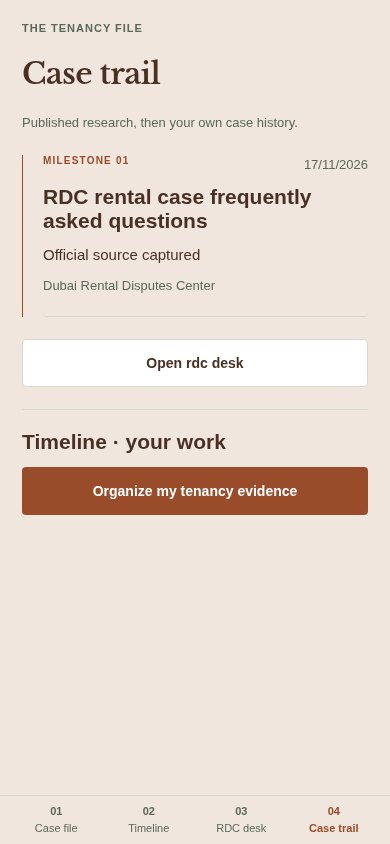 THE TENANCY FILE
Case trail
Published research, then your own case history.
MILESTONE 01
17/11/2026
RDC rental case frequently
asked questions
Official source captured
Dubai Rental Disputes Center
Open rdc desk
Timeline · your work
Organize my tenancy evidence
01
Case file
02
Timeline
03
RDC desk
04
Case trail